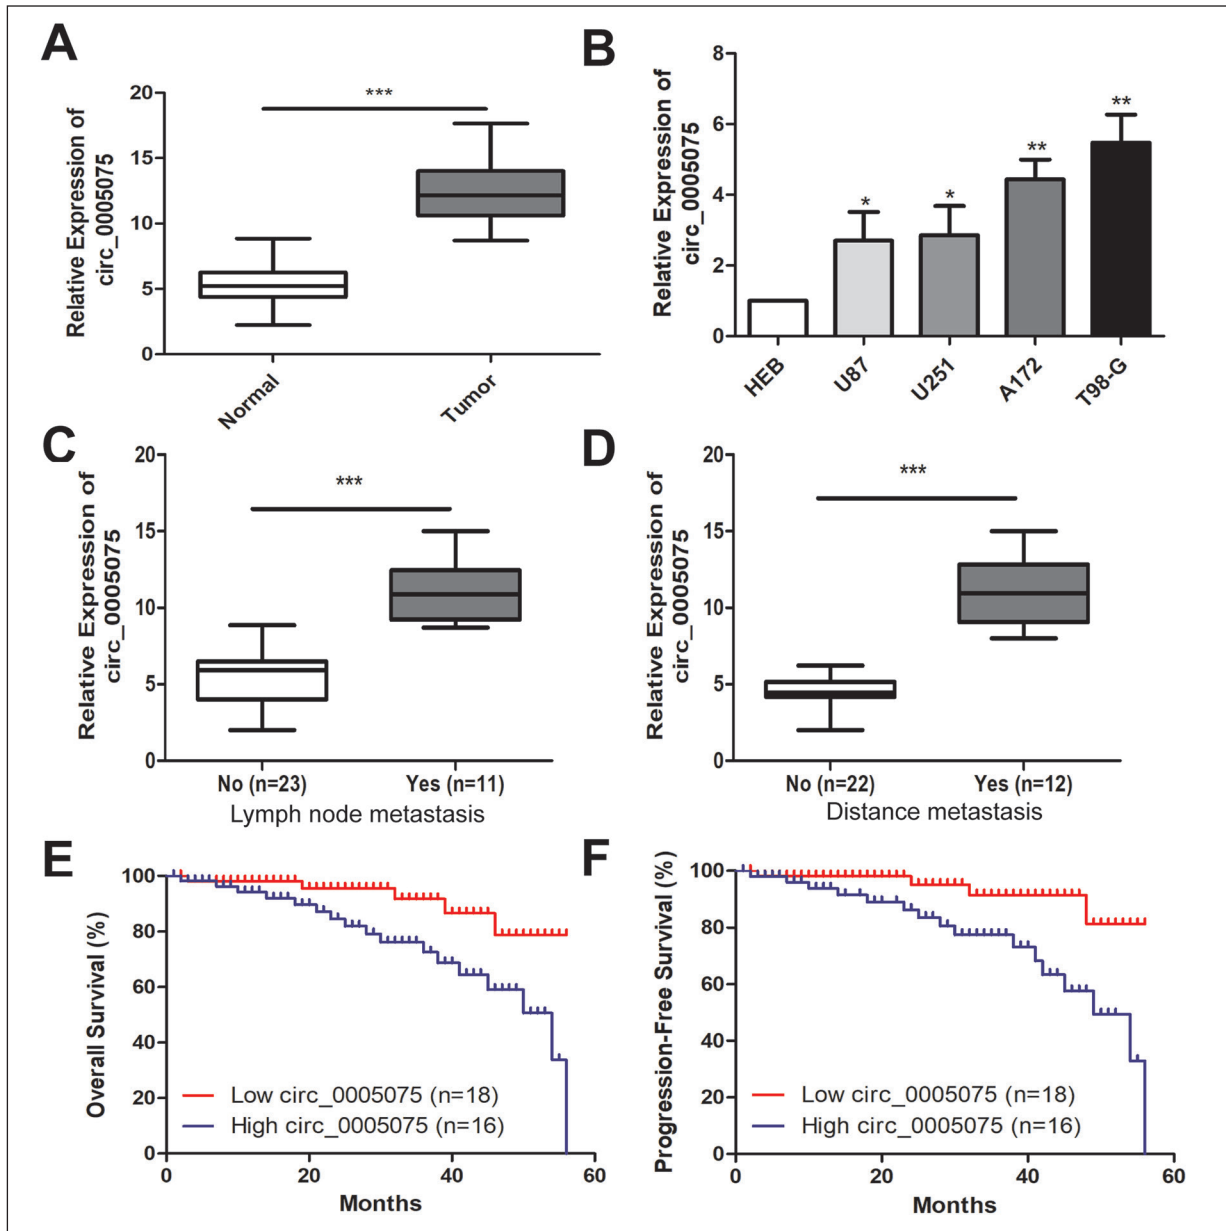 A
Relative Expression of
circ_0005075
20
15
10
5
0
***
Normal
Tumor
B
Relative Expression of
circ_0005075
8
6
4
2
0
*
*
**
**
HEB
U87
U251
A172
T98-G
C
Relative Expression of
circ_0005075
20
15
10
5
0
***
No (n=23)
Yes (n=11)
Lymph node metastasis
D
Relative Expression of
circ_0005075
20
15
10
5
0
***
No (n=22)
Yes (n=12)
Distance metastasis
E
Overall Survival (%)
100
80
60
40
20
0
Low circ_0005075 (n=18)
High circ_0005075 (n=16)
0
20
40
60
Months
F
Progression-Free Survival (%)
100
80
60
40
20
0
Low circ_0005075 (n=18)
High circ_0005075 (n=16)
0
20
40
60
Months